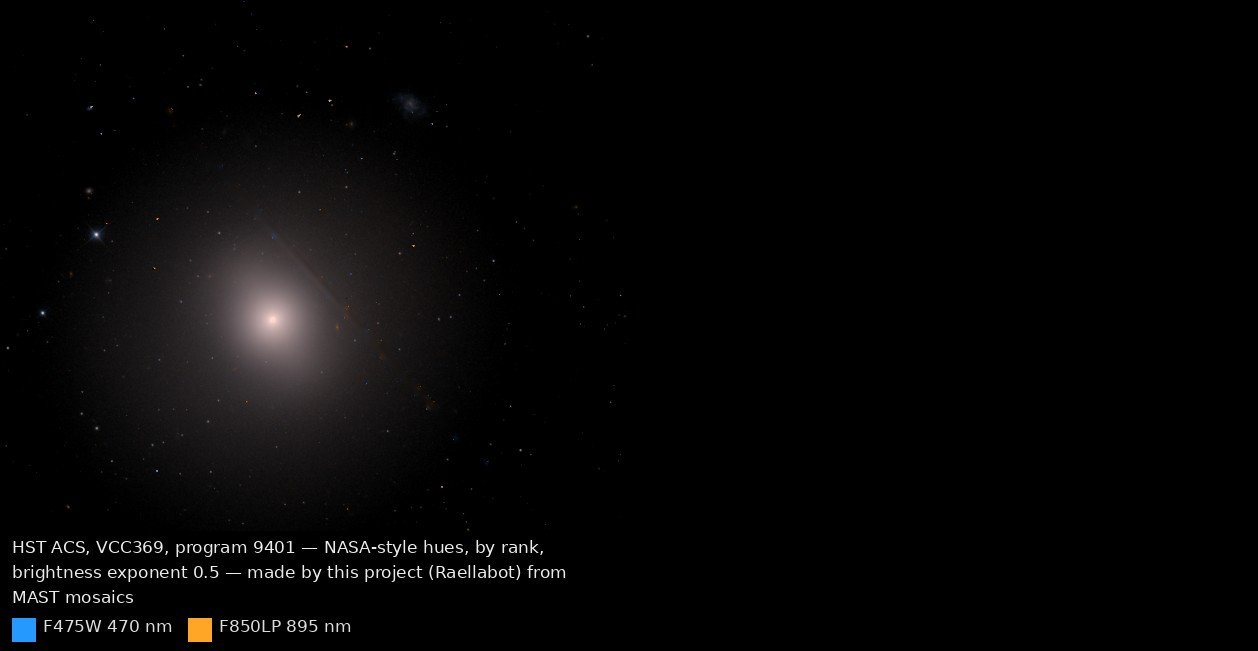 HST ACS, VCC369, program 9401 — NASA-style hues, by rank,
brightness exponent 0.5 — made by this project (Raellabot) from
MAST mosaics
F475W 470 nm F850LP 895 nm